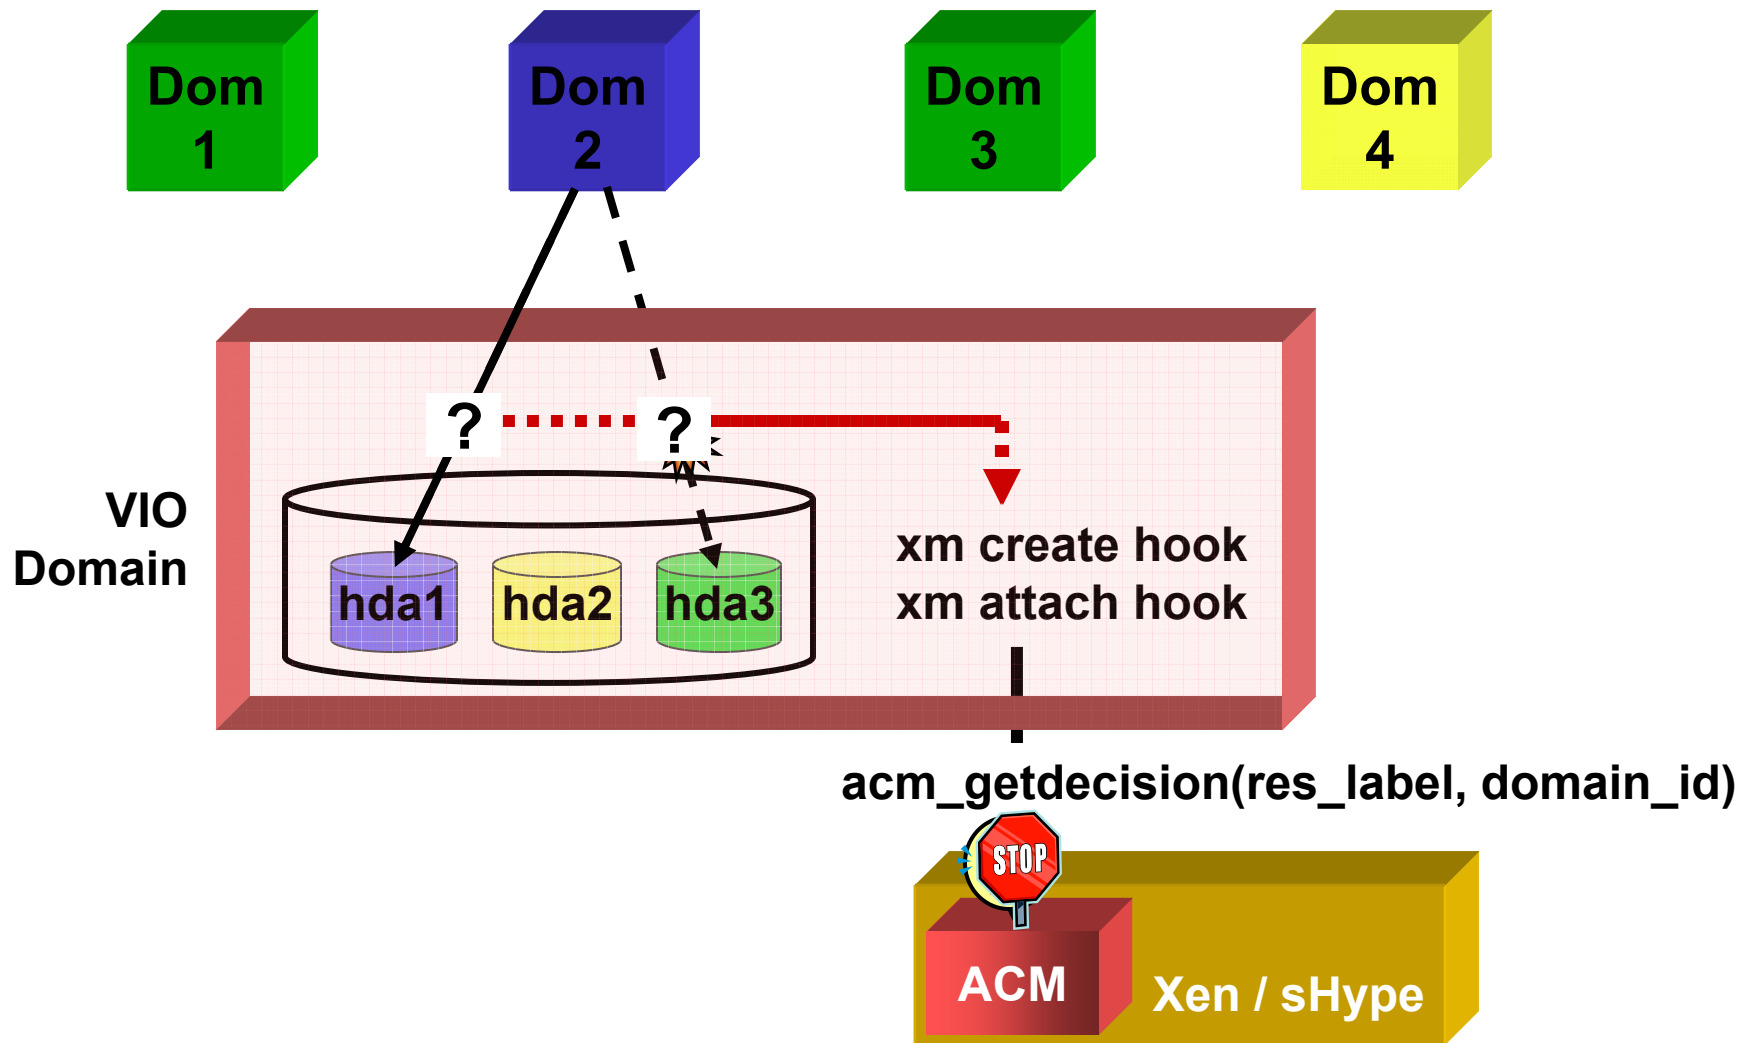 Dom
1
Dom
2
Dom
3
Dom
4
?
?
VIO
Domain
hda1
hda2
hda3
xm create hook
xm attach hook
acm_getdecision(res_label, domain_id)
STOP
ACM
Xen / sHype